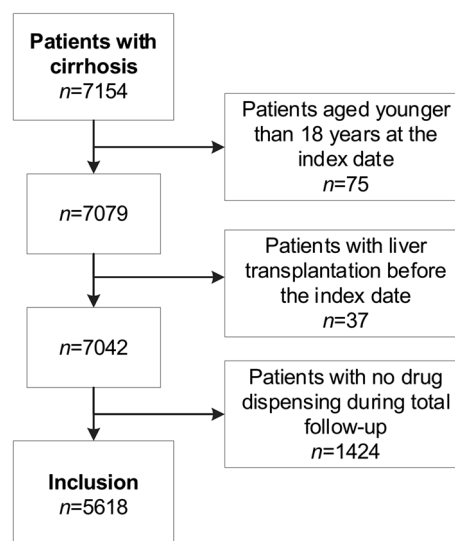 Patients with
cirrhosis
n=7154
Patients aged younger
than 18 years at the
index date
n=75
n=7079
Patients with liver
transplantation before
the index date
n=37
n=7042
Patients with no drug
dispensing during total
follow-up
n=1424
Inclusion
n=5618